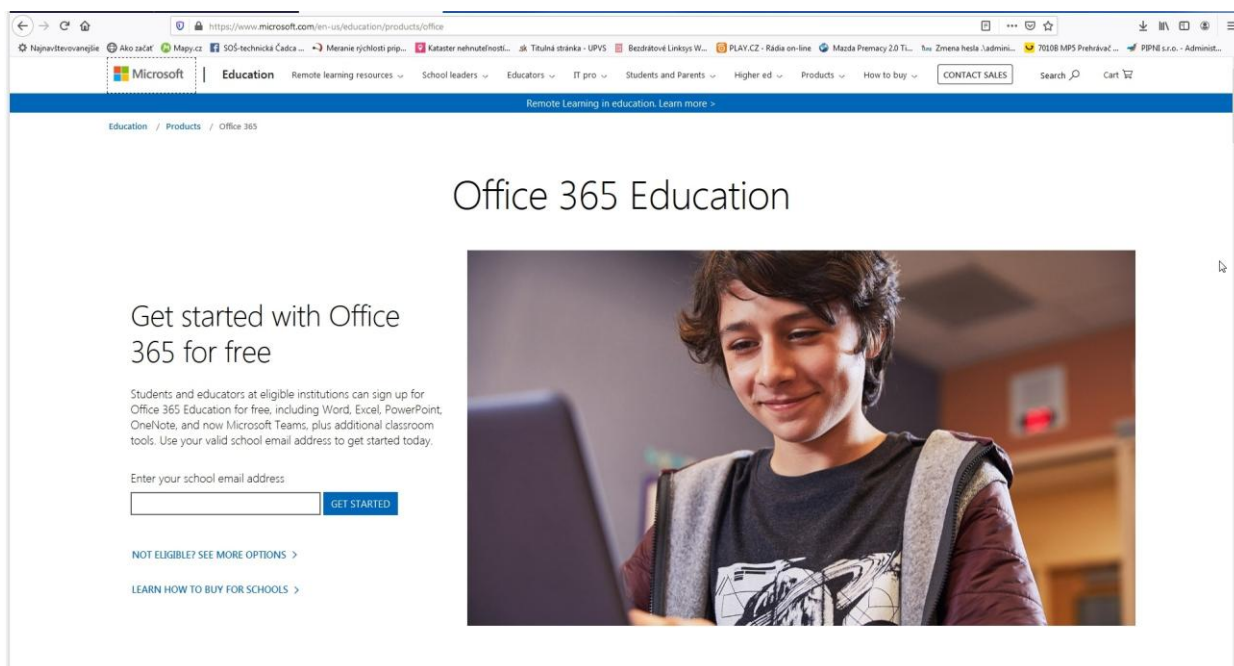 https://www.microsoft.com/en-us/education/products/office
Najnavštevovanejšie Ako začať Mapy.cz SOŠ-technická Čadca ... Meranie rýchlosti prip... Kataster nehnuteľností... Titulná stránka - UPVS Bezdrátové Linksys W... PLAY.CZ - Rádia on-line Mazda Premacy 2.0 Ti... Zmena hesla :\admini... 7010B MP5 Prehrávač ... PIPNI s.r.o. - Administ...
Microsoft Education Remote learning resources School leaders Educators IT pro Students and Parents Higher ed Products How to buy CONTACT SALES Search Cart
Remote Learning in education. Learn more >
Education / Products / Office 365
Office 365 Education
Get started with Office
365 for free
Students and educators at eligible institutions can sign up for
Office 365 Education for free, including Word, Excel, PowerPoint,
OneNote, and now Microsoft Teams, plus additional classroom
tools. Use your valid school email address to get started today.
Enter your school email address
GET STARTED
NOT ELIGIBLE? SEE MORE OPTIONS >
LEARN HOW TO BUY FOR SCHOOLS >